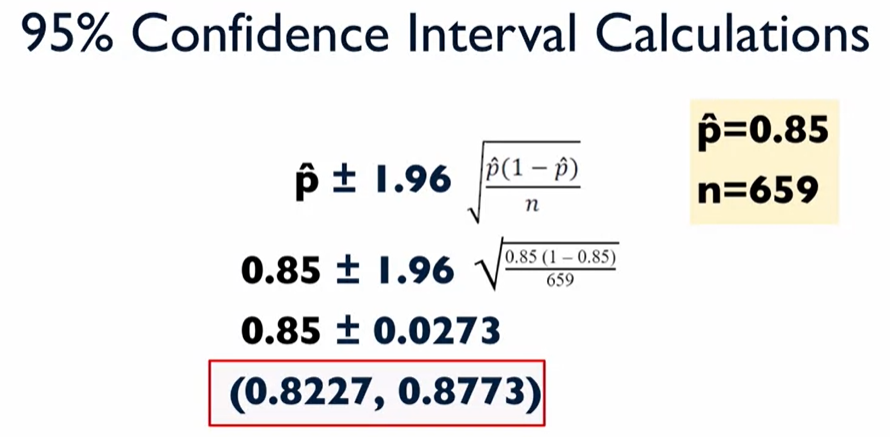 95% Confidence Interval Calculations
p̂=0.85
n=659
p̂ ± 1.96 √(p̂(1 − p̂)/n)
0.85 ± 1.96 √(0.85 (1 − 0.85)/659)
0.85 ± 0.0273
(0.8227, 0.8773)